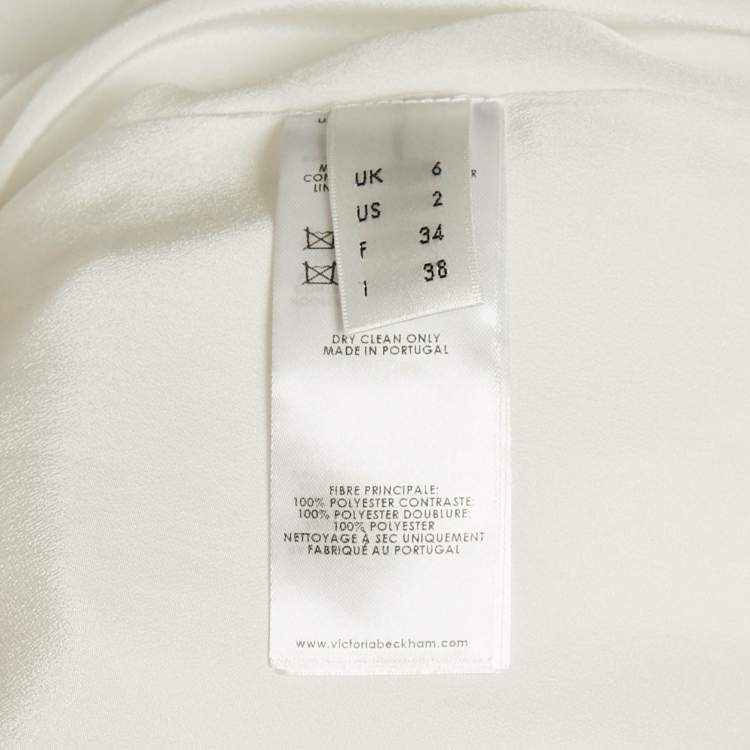 UK 6
US 2
F 34
I 38
DRY CLEAN ONLY
MADE IN PORTUGAL
FIBRE PRINCIPALE:
100% POLYESTER CONTRASTE:
100% POLYESTER DOUBLURE:
100% POLYESTER
NETTOYAGE À SEC UNIQUEMENT
FABRIQUÉ AU PORTUGAL
www.victoriabeckham.com